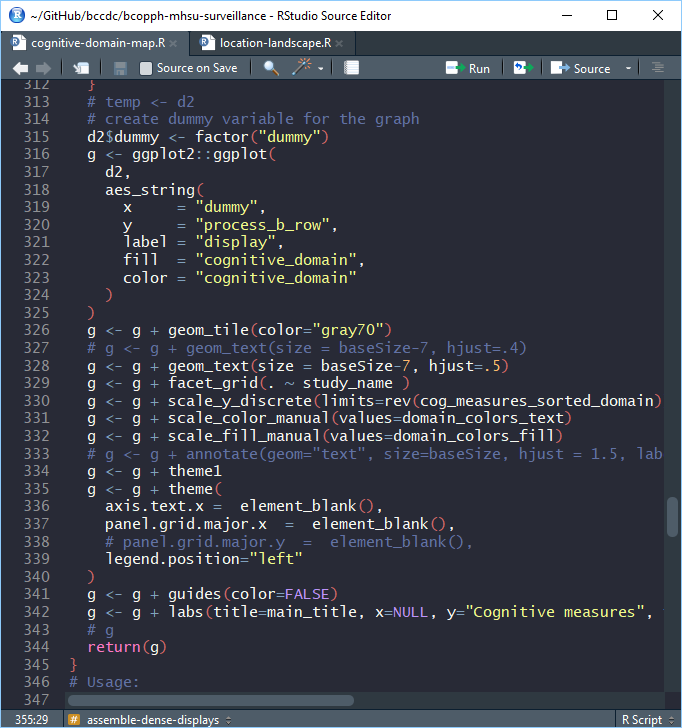 ~/GitHub/bccdc/bcopph-mhsu-surveillance - RStudio Source Editor
cognitive-domain-map.R × location-landscape.R ×
Source on Save Run Source
312 }
313 # temp <- d2
314 # create dummy variable for the graph
315 d2$dummy <- factor("dummy")
316 g <- ggplot2::ggplot(
317 d2,
318 aes_string(
319 x = "dummy",
320 y = "process_b_row",
321 label = "display",
322 fill = "cognitive_domain",
323 color = "cognitive_domain"
324 )
325 )
326 g <- g + geom_tile(color="gray70")
327 # g <- g + geom_text(size = baseSize-7, hjust=.4)
328 g <- g + geom_text(size = baseSize-7, hjust=.5)
329 g <- g + facet_grid(. ~ study_name )
330 g <- g + scale_y_discrete(limits=rev(cog_measures_sorted_domain)
331 g <- g + scale_color_manual(values=domain_colors_text)
332 g <- g + scale_fill_manual(values=domain_colors_fill)
333 # g <- g + annotate(geom="text", size=baseSize, hjust = 1.5, lab
334 g <- g + theme1
335 g <- g + theme(
336 axis.text.x = element_blank(),
337 panel.grid.major.x = element_blank(),
338 # panel.grid.major.y = element_blank(),
339 legend.position="left"
340 )
341 g <- g + guides(color=FALSE)
342 g <- g + labs(title=main_title, x=NULL, y="Cognitive measures",
343 # g
344 return(g)
345 }
346 # Usage:
347
355:29 # assemble-dense-displays R Script